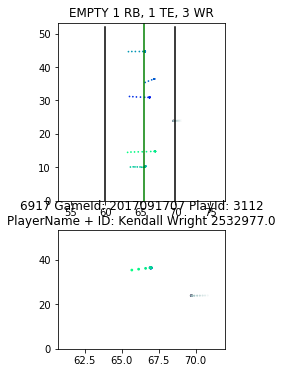 EMPTY 1 RB, 1 TE, 3 WR
50
40
30
20
10
0
55 60 65 70 75
6917 GameId: 2017091707 PlayId: 3112
PlayerName + ID: Kendall Wright 2532977.0
40
20
0
62.5 65.0 67.5 70.0